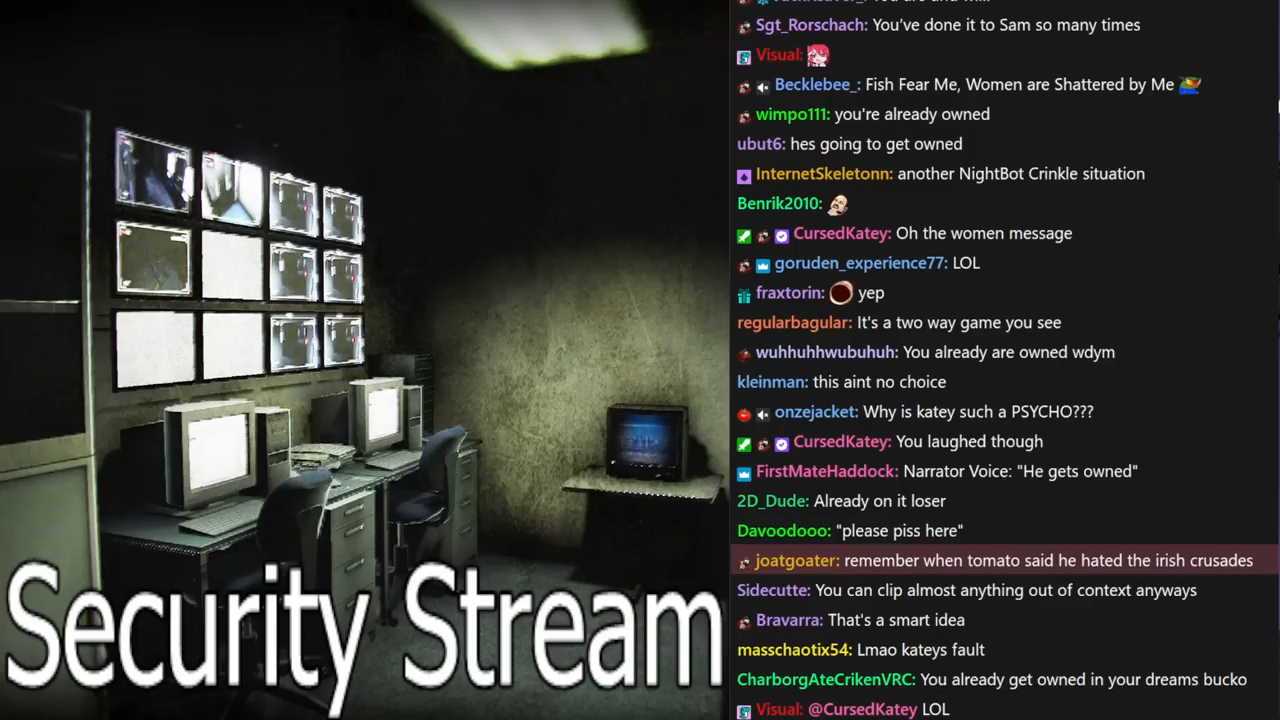 Sgt_Rorschach: You’ve done it to Sam so many times
Visual:
Becklebee_: Fish Fear Me, Women are Shattered by Me
wimpo111: you're already owned
ubut6: hes going to get owned
InternetSkeletonn: another NightBot Crinkle situation
Benrik2010:
CursedKatey: Oh the women message
goruden_experience77: LOL
fraxtorin: yep
regularbagular: It's a two way game you see
wuhhuhhwubuhuh: You already are owned wdym
kleinman: this aint no choice
onzejacket: Why is katey such a PSYCHO???
CursedKatey: You laughed though
FirstMateHaddock: Narrator Voice: "He gets owned"
2D_Dude: Already on it loser
Davoodooo: "please piss here"
joatgoater: remember when tomato said he hated the irish crusades
Sidecutte: You can clip almost anything out of context anyways
Bravarra: That's a smart idea
masschaotix54: Lmao kateys fault
CharborgAteCrikenVRC: You already get owned in your dreams bucko
Visual: @CursedKatey LOL
Security Stream